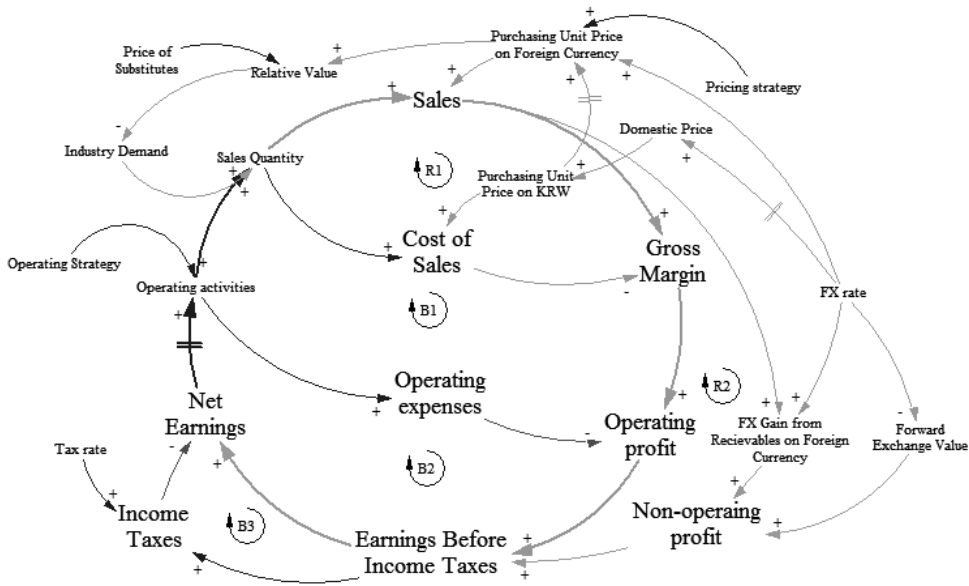 Price of
Substitutes
+
Relative Value
+
Purchasing Unit Price
on Foreign Currency
+
+
+
Pricing strategy
-
Industry Demand
+
Sales
Domestic Price
+
Sales Quantity
+
+
R1
Purchasing Unit
Price on KRW
+
+
+
Operating Strategy
+
Operating activities
+
Cost of
Sales
+
Gross
Margin
-
FX rate
B1
+
Net
Earnings
-
+
Operating
expenses
+
+
Operating
profit
-
R2
+
+
FX Gain from
Recievables on Foreign
Currency
-
Forward
Exchange Value
Tax rate
+
Income
Taxes
+
B3
B2
Earnings Before
Income Taxes
+
+
+
Non-operaing
profit
+